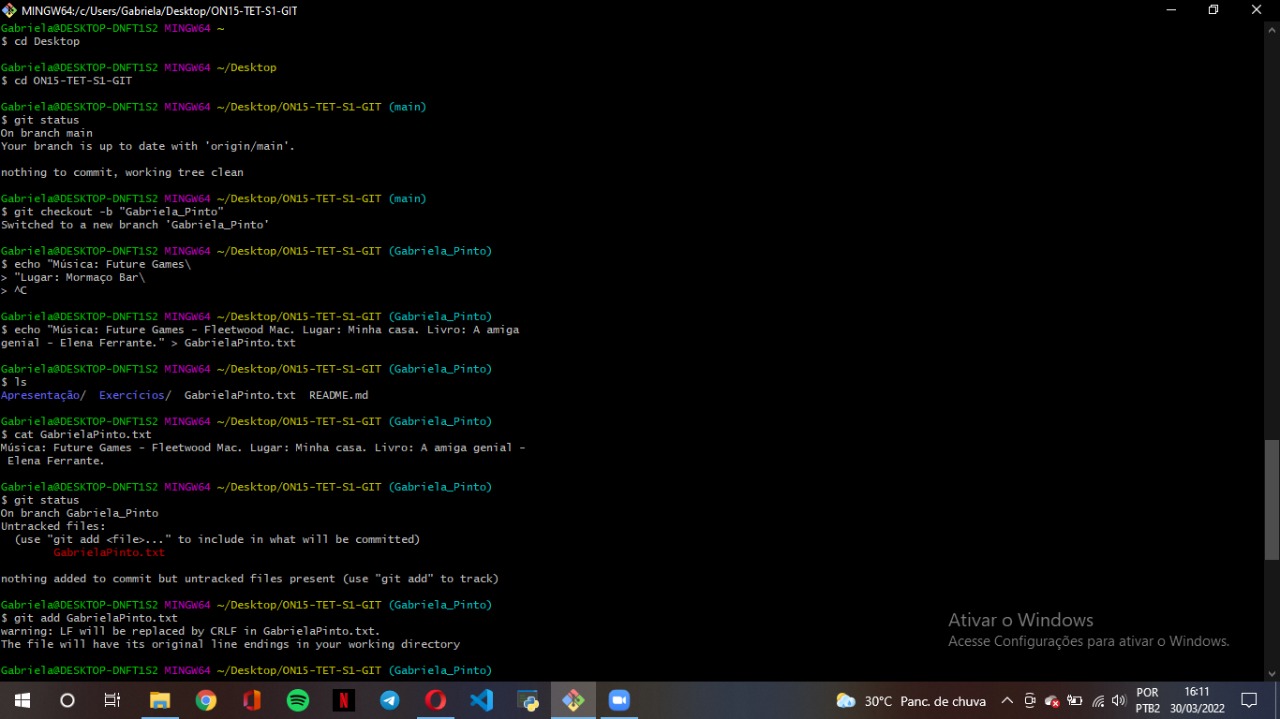 MINGW64:/c/Users/Gabriela/Desktop/ON15-TET-S1-GIT
Gabriela@DESKTOP-DNFT1S2 MINGW64 ~
$ cd Desktop
Gabriela@DESKTOP-DNFT1S2 MINGW64 ~/Desktop
$ cd ON15-TET-S1-GIT
Gabriela@DESKTOP-DNFT1S2 MINGW64 ~/Desktop/ON15-TET-S1-GIT (main)
$ git status
On branch main
Your branch is up to date with 'origin/main'.
nothing to commit, working tree clean
Gabriela@DESKTOP-DNFT1S2 MINGW64 ~/Desktop/ON15-TET-S1-GIT (main)
$ git checkout -b "Gabriela_Pinto"
Switched to a new branch 'Gabriela_Pinto'
Gabriela@DESKTOP-DNFT1S2 MINGW64 ~/Desktop/ON15-TET-S1-GIT (Gabriela_Pinto)
$ echo "Música: Future Games\
> "Lugar: Mormaço Bar\
> ^C
Gabriela@DESKTOP-DNFT1S2 MINGW64 ~/Desktop/ON15-TET-S1-GIT (Gabriela_Pinto)
$ echo "Música: Future Games - Fleetwood Mac. Lugar: Minha casa. Livro: A amiga
genial - Elena Ferrante." > GabrielaPinto.txt
Gabriela@DESKTOP-DNFT1S2 MINGW64 ~/Desktop/ON15-TET-S1-GIT (Gabriela_Pinto)
$ ls
Apresentação/  Exercícios/  GabrielaPinto.txt  README.md
Gabriela@DESKTOP-DNFT1S2 MINGW64 ~/Desktop/ON15-TET-S1-GIT (Gabriela_Pinto)
$ cat GabrielaPinto.txt
Música: Future Games - Fleetwood Mac. Lugar: Minha casa. Livro: A amiga genial -
Elena Ferrante.
Gabriela@DESKTOP-DNFT1S2 MINGW64 ~/Desktop/ON15-TET-S1-GIT (Gabriela_Pinto)
$ git status
On branch Gabriela_Pinto
Untracked files:
(use "git add <file>..." to include in what will be committed)
GabrielaPinto.txt
nothing added to commit but untracked files present (use "git add" to track)
Gabriela@DESKTOP-DNFT1S2 MINGW64 ~/Desktop/ON15-TET-S1-GIT (Gabriela_Pinto)
$ git add GabrielaPinto.txt
warning: LF will be replaced by CRLF in GabrielaPinto.txt.
The file will have its original line endings in your working directory
Gabriela@DESKTOP-DNFT1S2 MINGW64 ~/Desktop/ON15-TET-S1-GIT (Gabriela_Pinto)
Ativar o Windows
Acesse Configurações para ativar o Windows.
N
30°C Panc. de chuva
POR
PTB2
16:11
30/03/2022